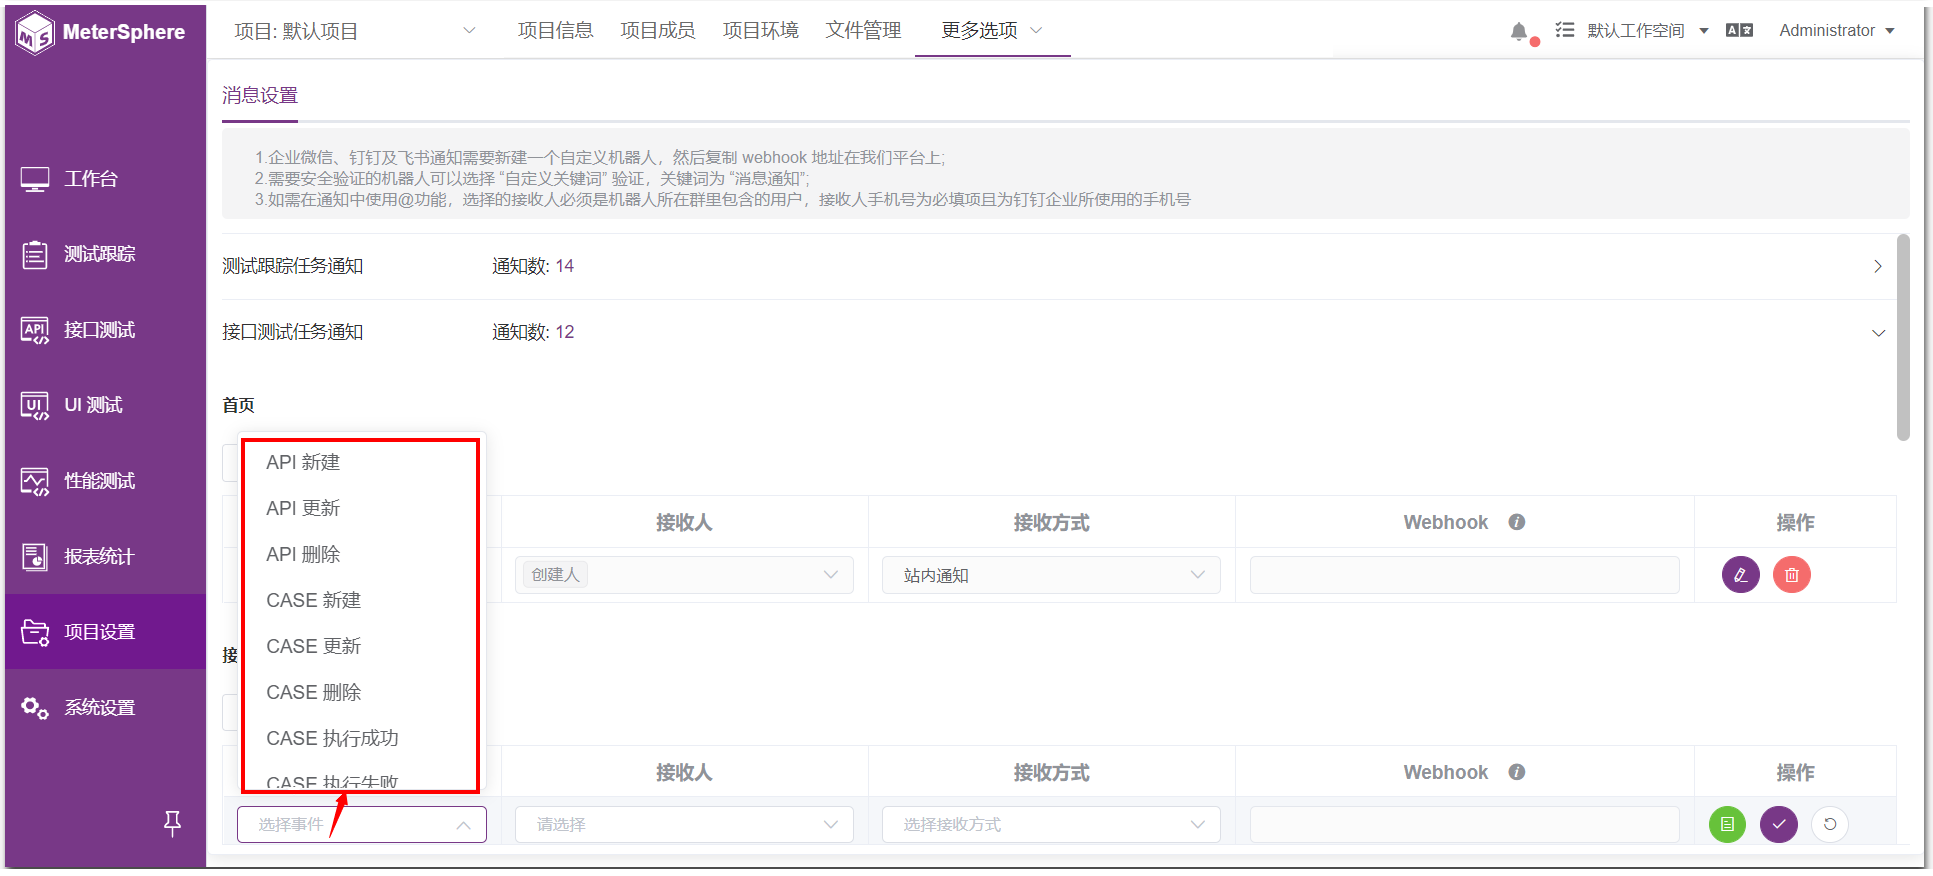 MeterSphere
项目: 默认项目
项目信息
项目成员
项目环境
文件管理
更多选项
默认工作空间
Administrator
工作台
测试跟踪
接口测试
UI 测试
性能测试
报表统计
项目设置
系统设置
消息设置
1.企业微信、钉钉及飞书通知需要新建一个自定义机器人，然后复制 webhook 地址在我们平台上;
2.需要安全验证的机器人可以选择 “自定义关键词” 验证，关键词为 “消息通知”;
3.如需在通知中使用@功能，选择的接收人必须是机器人所在群里包含的用户，接收人手机号为必填项目为钉钉企业所使用的手机号
测试跟踪任务通知 通知数: 14
接口测试任务通知 通知数: 12
首页
接收人 接收方式 Webhook 操作
创建人 站内通知
接
接收人 接收方式 Webhook 操作
选择事件 请选择 选择接收方式
API 新建
API 更新
API 删除
CASE 新建
CASE 更新
CASE 删除
CASE 执行成功
CASE 执行失败